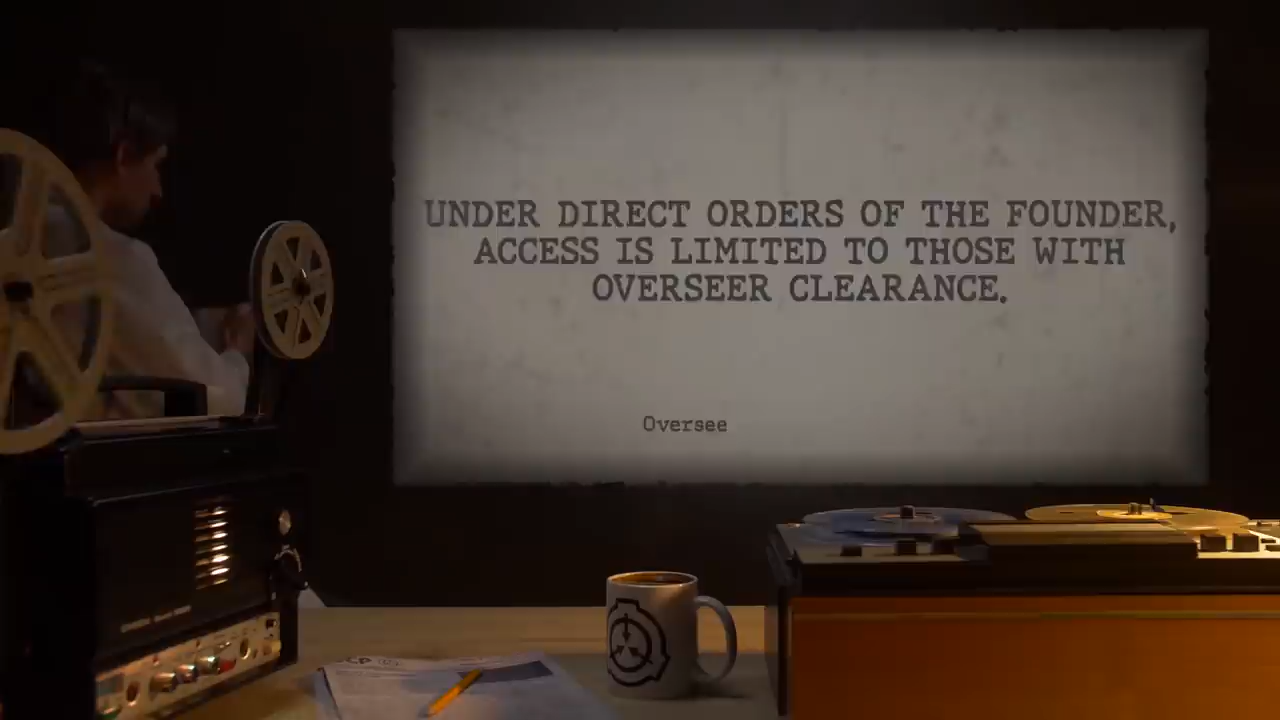 UNDER DIRECT ORDERS OF THE FOUNDER,
ACCESS IS LIMITED TO THOSE WITH
OVERSEER CLEARANCE.
Oversee